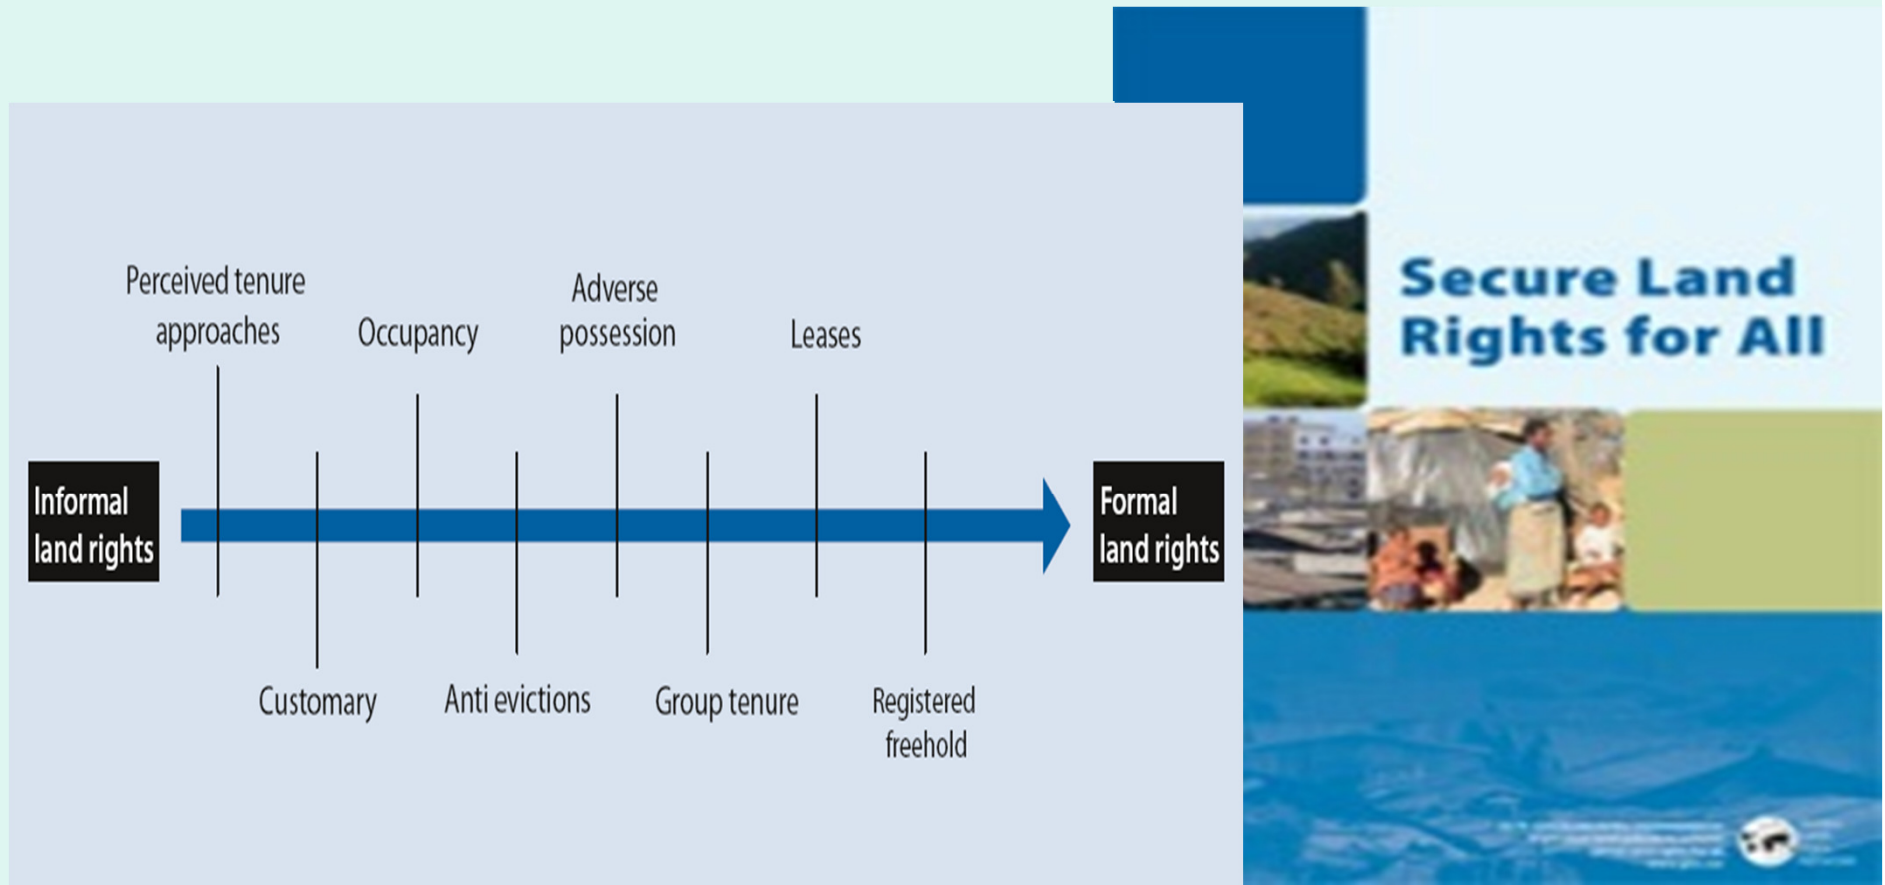 Perceived tenure
approaches
Occupancy
Adverse
possession
Leases
Informal
land rights
Formal
land rights
Customary
Anti evictions
Group tenure
Registered
freehold
Secure Land
Rights for All